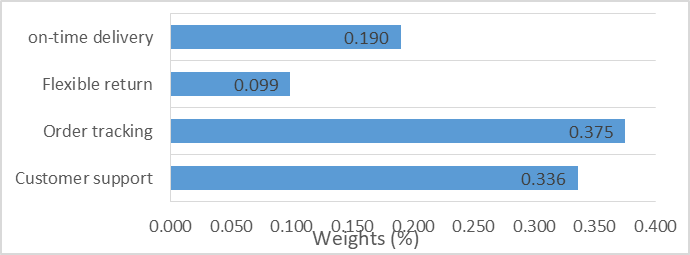 on-time delivery
0.190
Flexible return
0.099
Order tracking
0.375
Customer support
0.336
0.000 0.050 0.100 0.150 0.200 0.250 0.300 0.350 0.400
Weights (%)